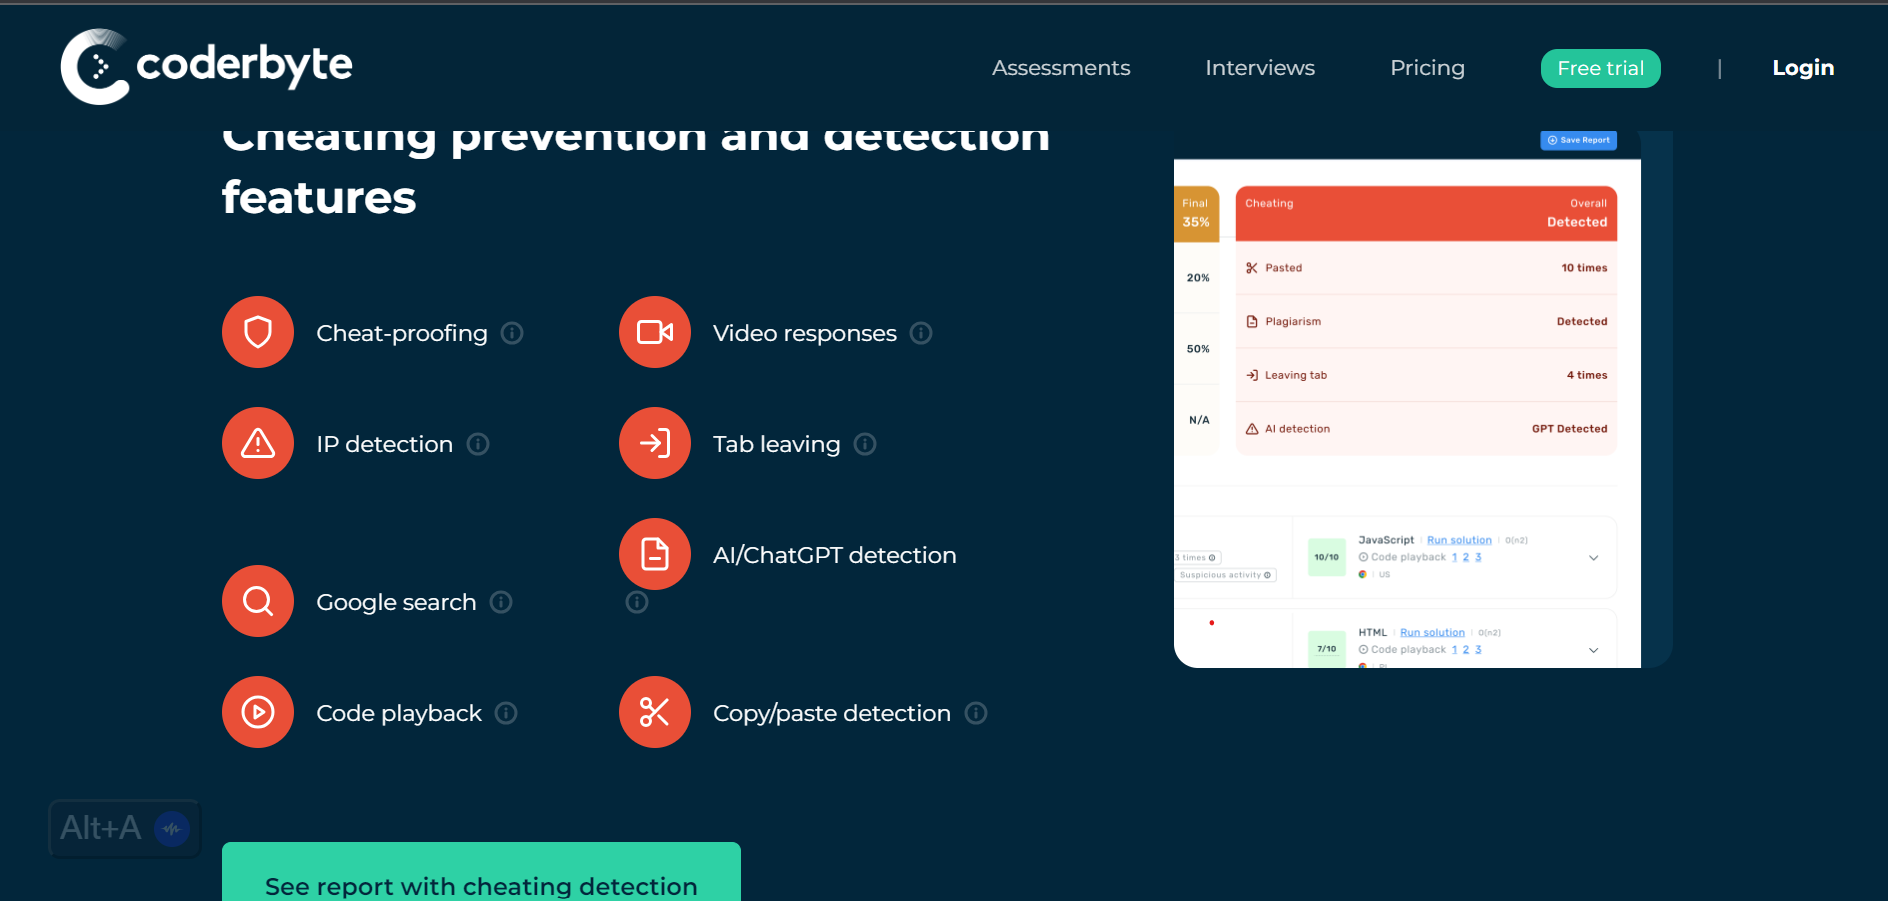 coderbyte
Assessments
Interviews
Pricing
Free trial
|
Login
Cheating prevention and detection
features
Cheat-proofing
Video responses
IP detection
Tab leaving
AI/ChatGPT detection
Google search
Code playback
Copy/paste detection
Alt+A
See report with cheating detection
Save Report
Final
35%
20%
50%
N/A
Cheating
Overall
Detected
Pasted 10 times
Plagiarism Detected
Leaving tab 4 times
AI detection GPT Detected
3 times
Suspicious activity
10/10
JavaScript | Run solution | O(n2)
Code playback 1 2 3
| US
7/10
HTML | Run solution | O(n2)
Code playback 1 2 3